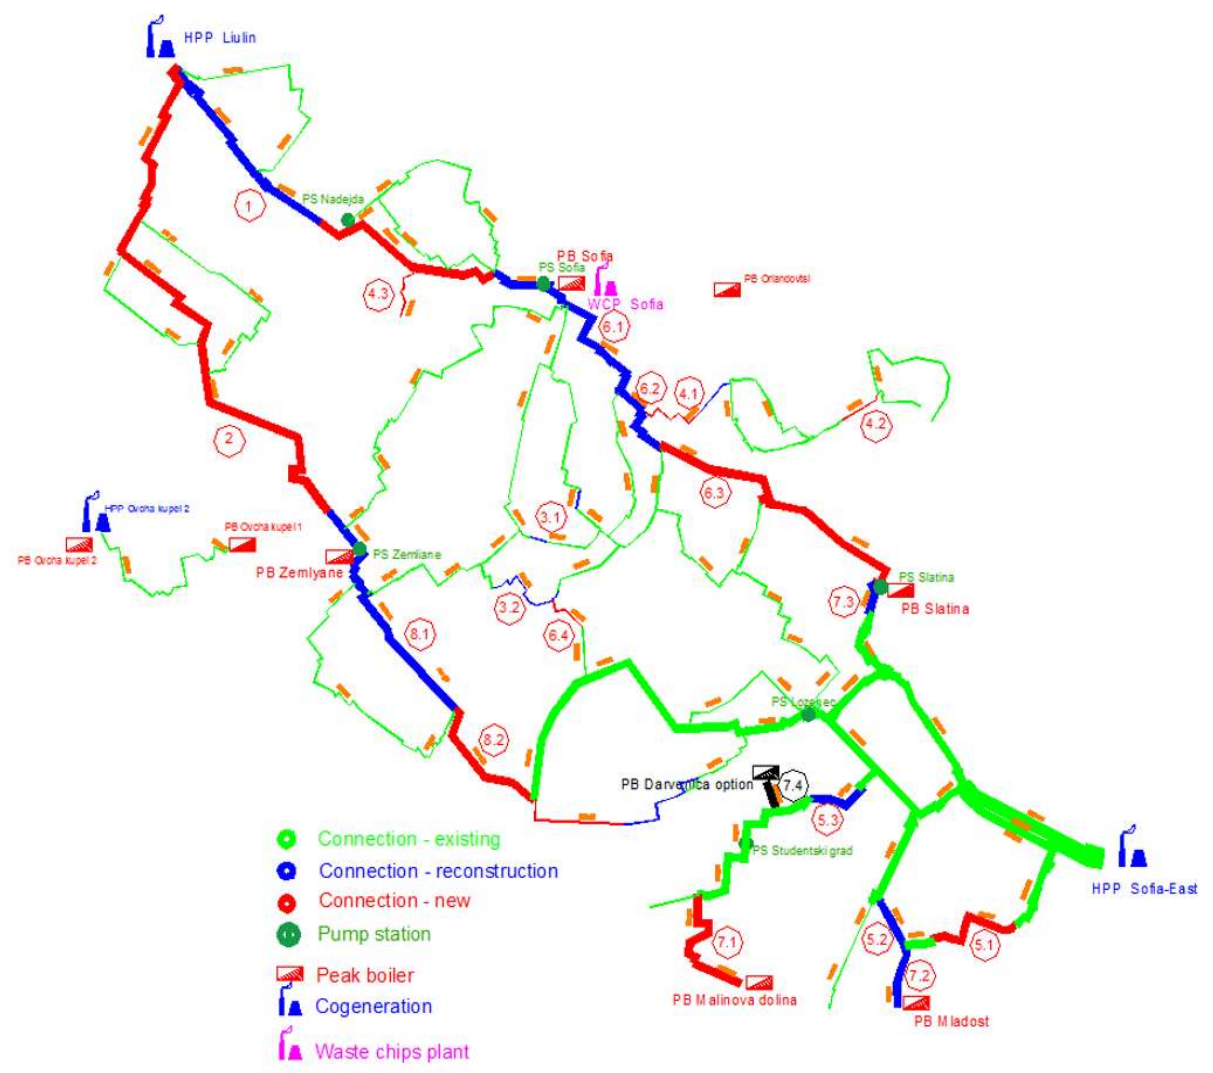 HPP Liulin
PS Nadejda
1
PB Sofia
PS Sofia
PB Orlandovtsi
4.3
WCP Sofia
6.1
6.2
4.1
4.2
2
6.3
HPP Ovcha kupel 2
3.1
PB Ovcha kupel 1
PB Ovcha kupel 2
PS Zemliane
PB Zemlyane
PS Slatina
7.3
PB Slatina
3.2
6.4
8.1
PS Lozenec
8.2
PB Darvenica option
7.4
5.3
PS Studentski grad
HPP Sofia-East
Connection - existing
Connection - reconstruction
Connection - new
Pump station
Peak boiler
Cogeneration
Waste chips plant
7.1
5.2
5.1
7.2
PB Malinova dolina
PB Mladost